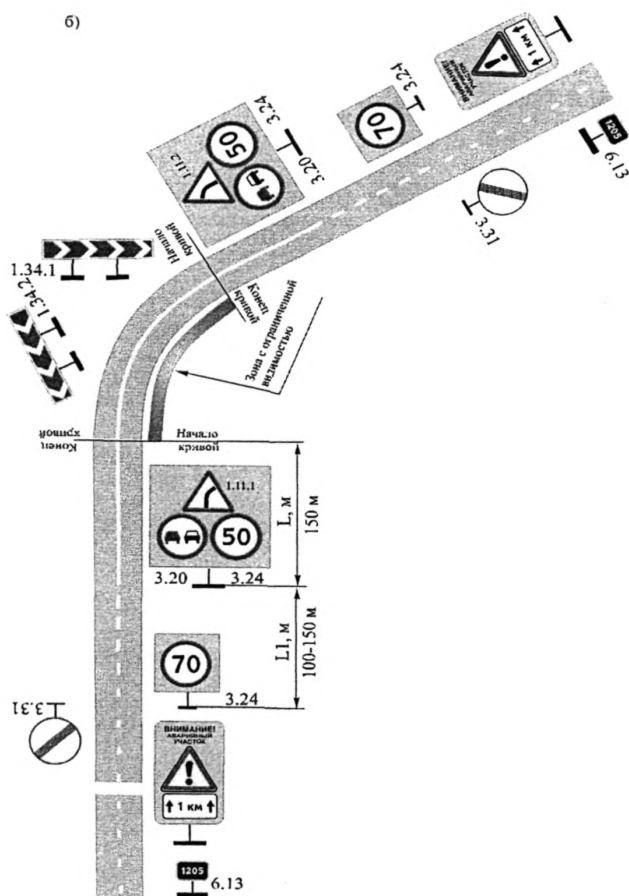 б)
ВНИМАНИЕ!
АВАРИЙНЫЙ
УЧАСТОК
1 км
1205
6.13
70
3.24
3.31
50
1.11.2
3.20
3.24
Начало
кривой
Конец
кривой
Зона с ограниченной
видимостью
1.34.1
1.34.2
Конец
кривой
Начало
кривой
1.11.1
50
3.20
3.24
L, м
150 м
70
3.24
L1, м
100-150 м
3.31
ВНИМАНИЕ!
АВАРИЙНЫЙ
УЧАСТОК
1 км
1205
6.13